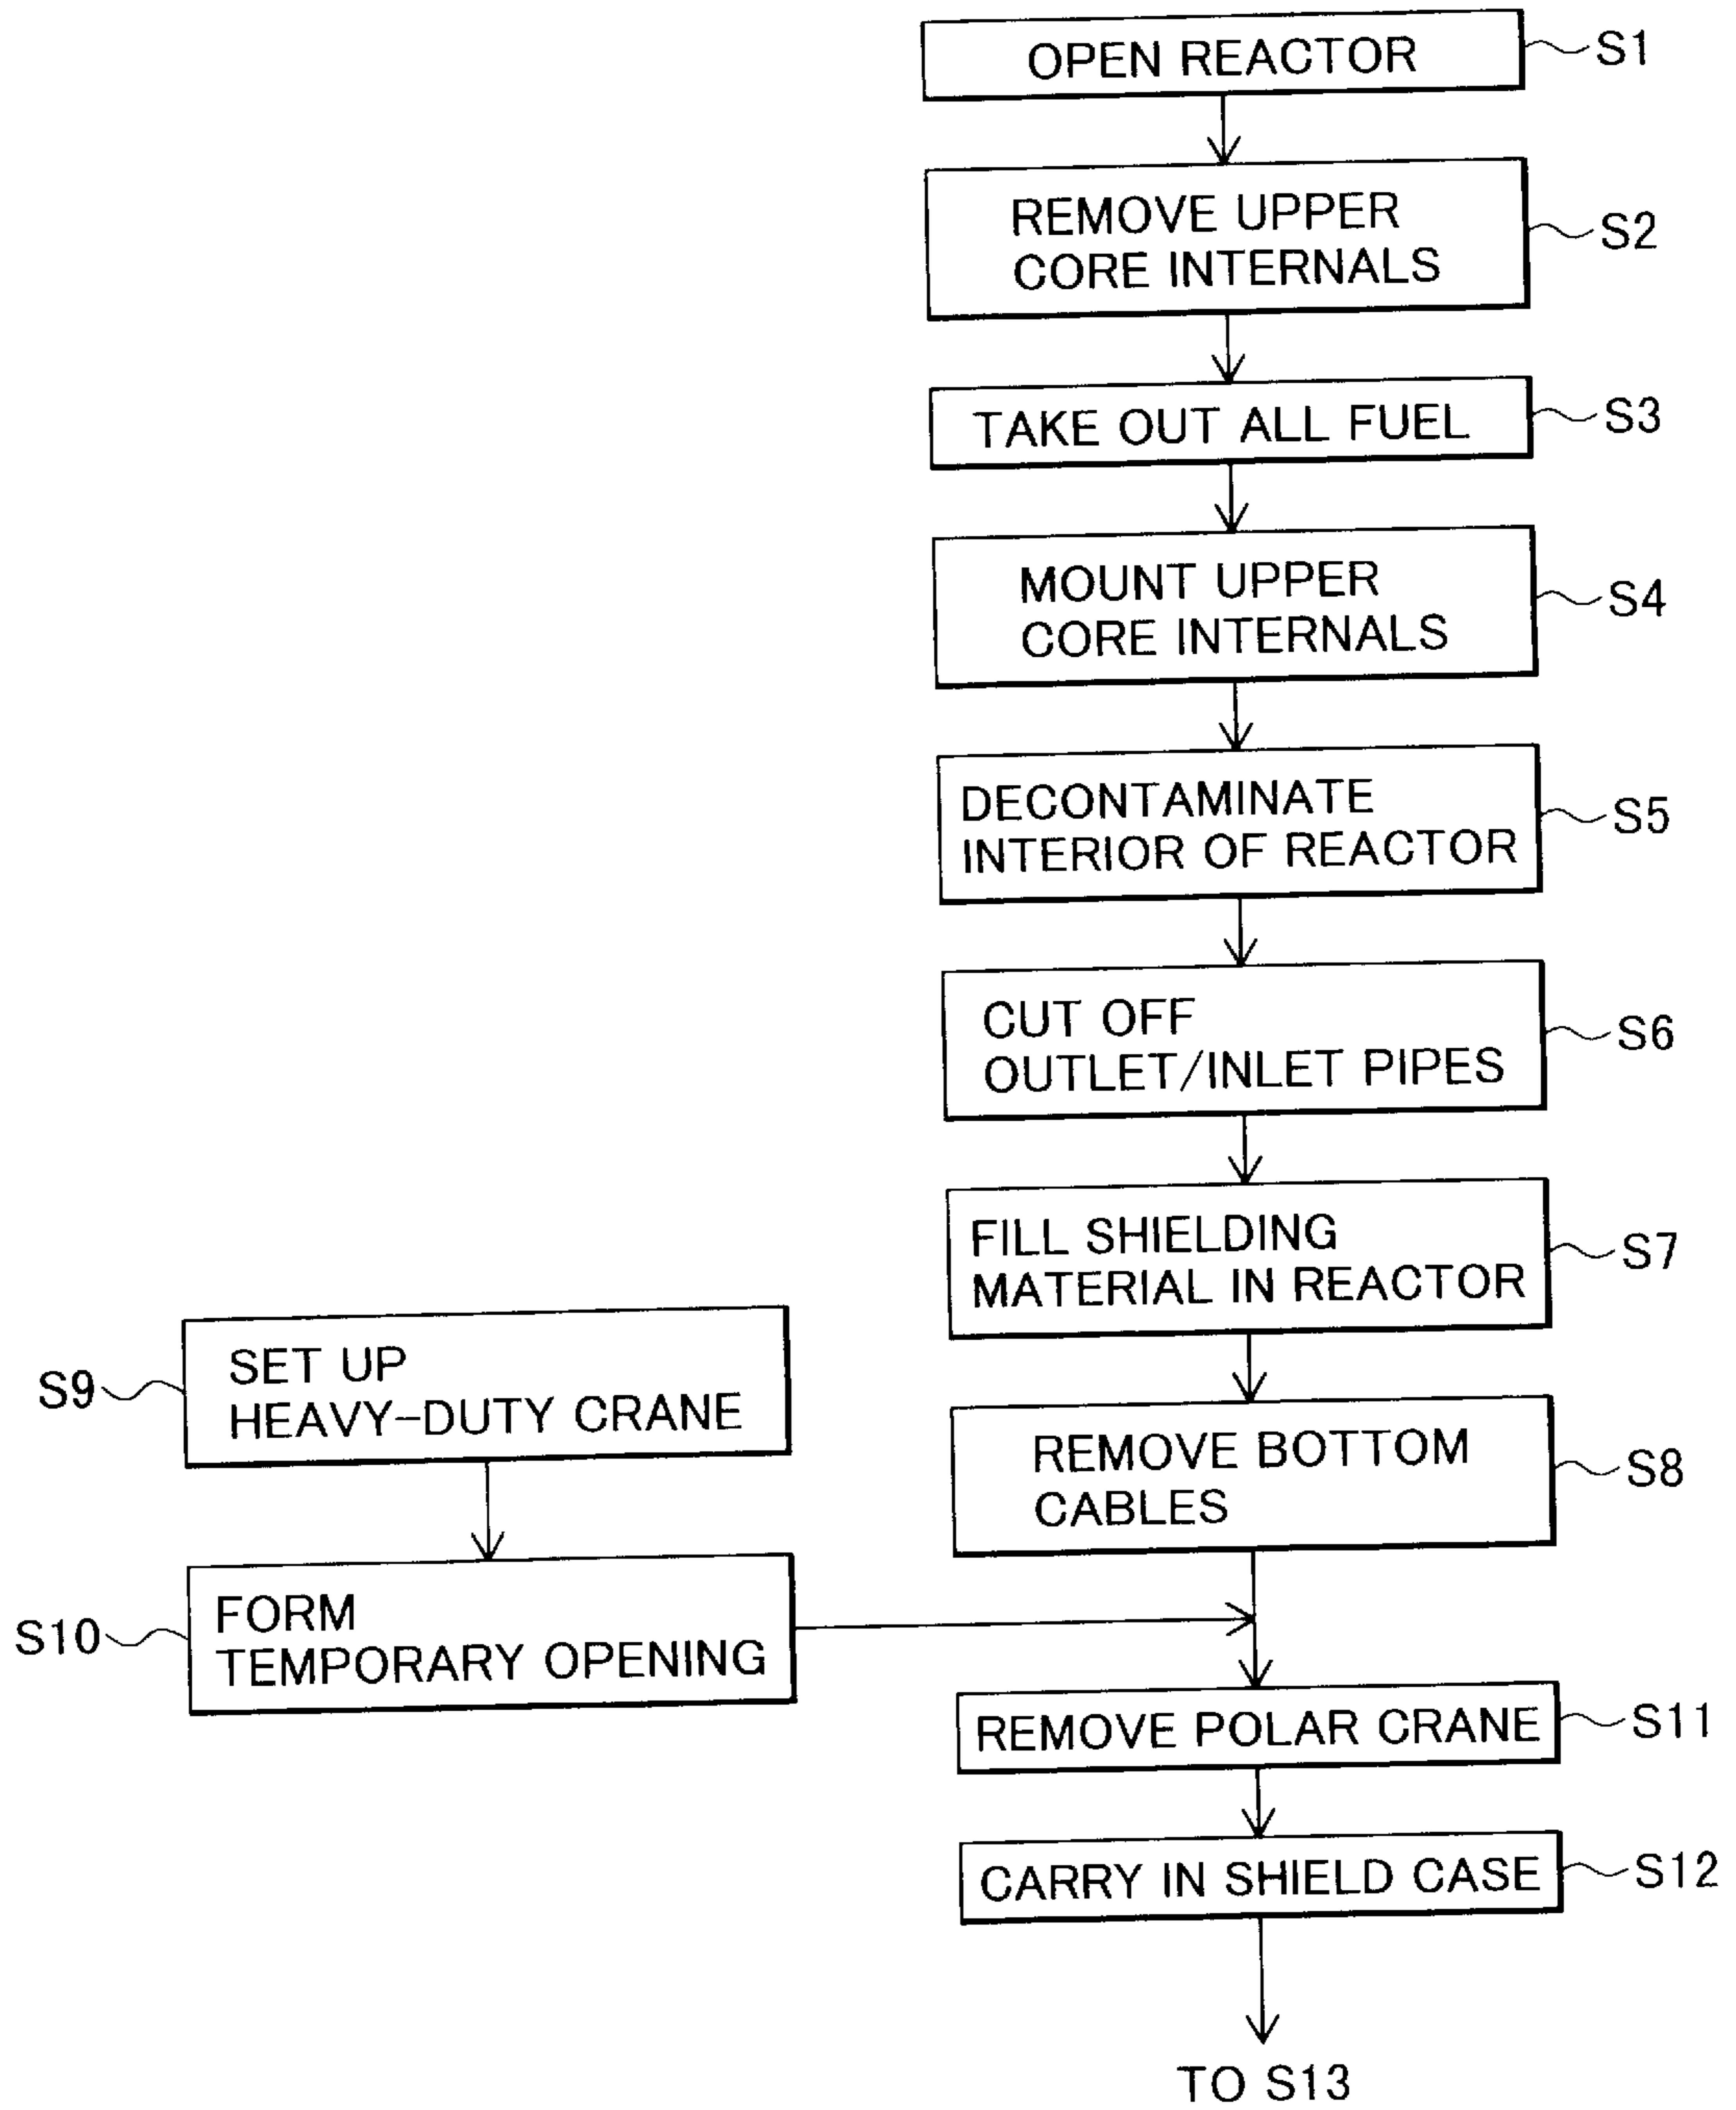 OPEN REACTOR
S1
REMOVE UPPER
CORE INTERNALS
S2
TAKE OUT ALL FUEL
S3
MOUNT UPPER
CORE INTERNALS
S4
DECONTAMINATE
INTERIOR OF REACTOR
S5
CUT OFF
OUTLET/INLET PIPES
S6
FILL SHIELDING
MATERIAL IN REACTOR
S7
REMOVE BOTTOM
CABLES
S8
S9
SET UP
HEAVY-DUTY CRANE
S10
FORM
TEMPORARY OPENING
REMOVE POLAR CRANE
S11
CARRY IN SHIELD CASE
S12
TO S13